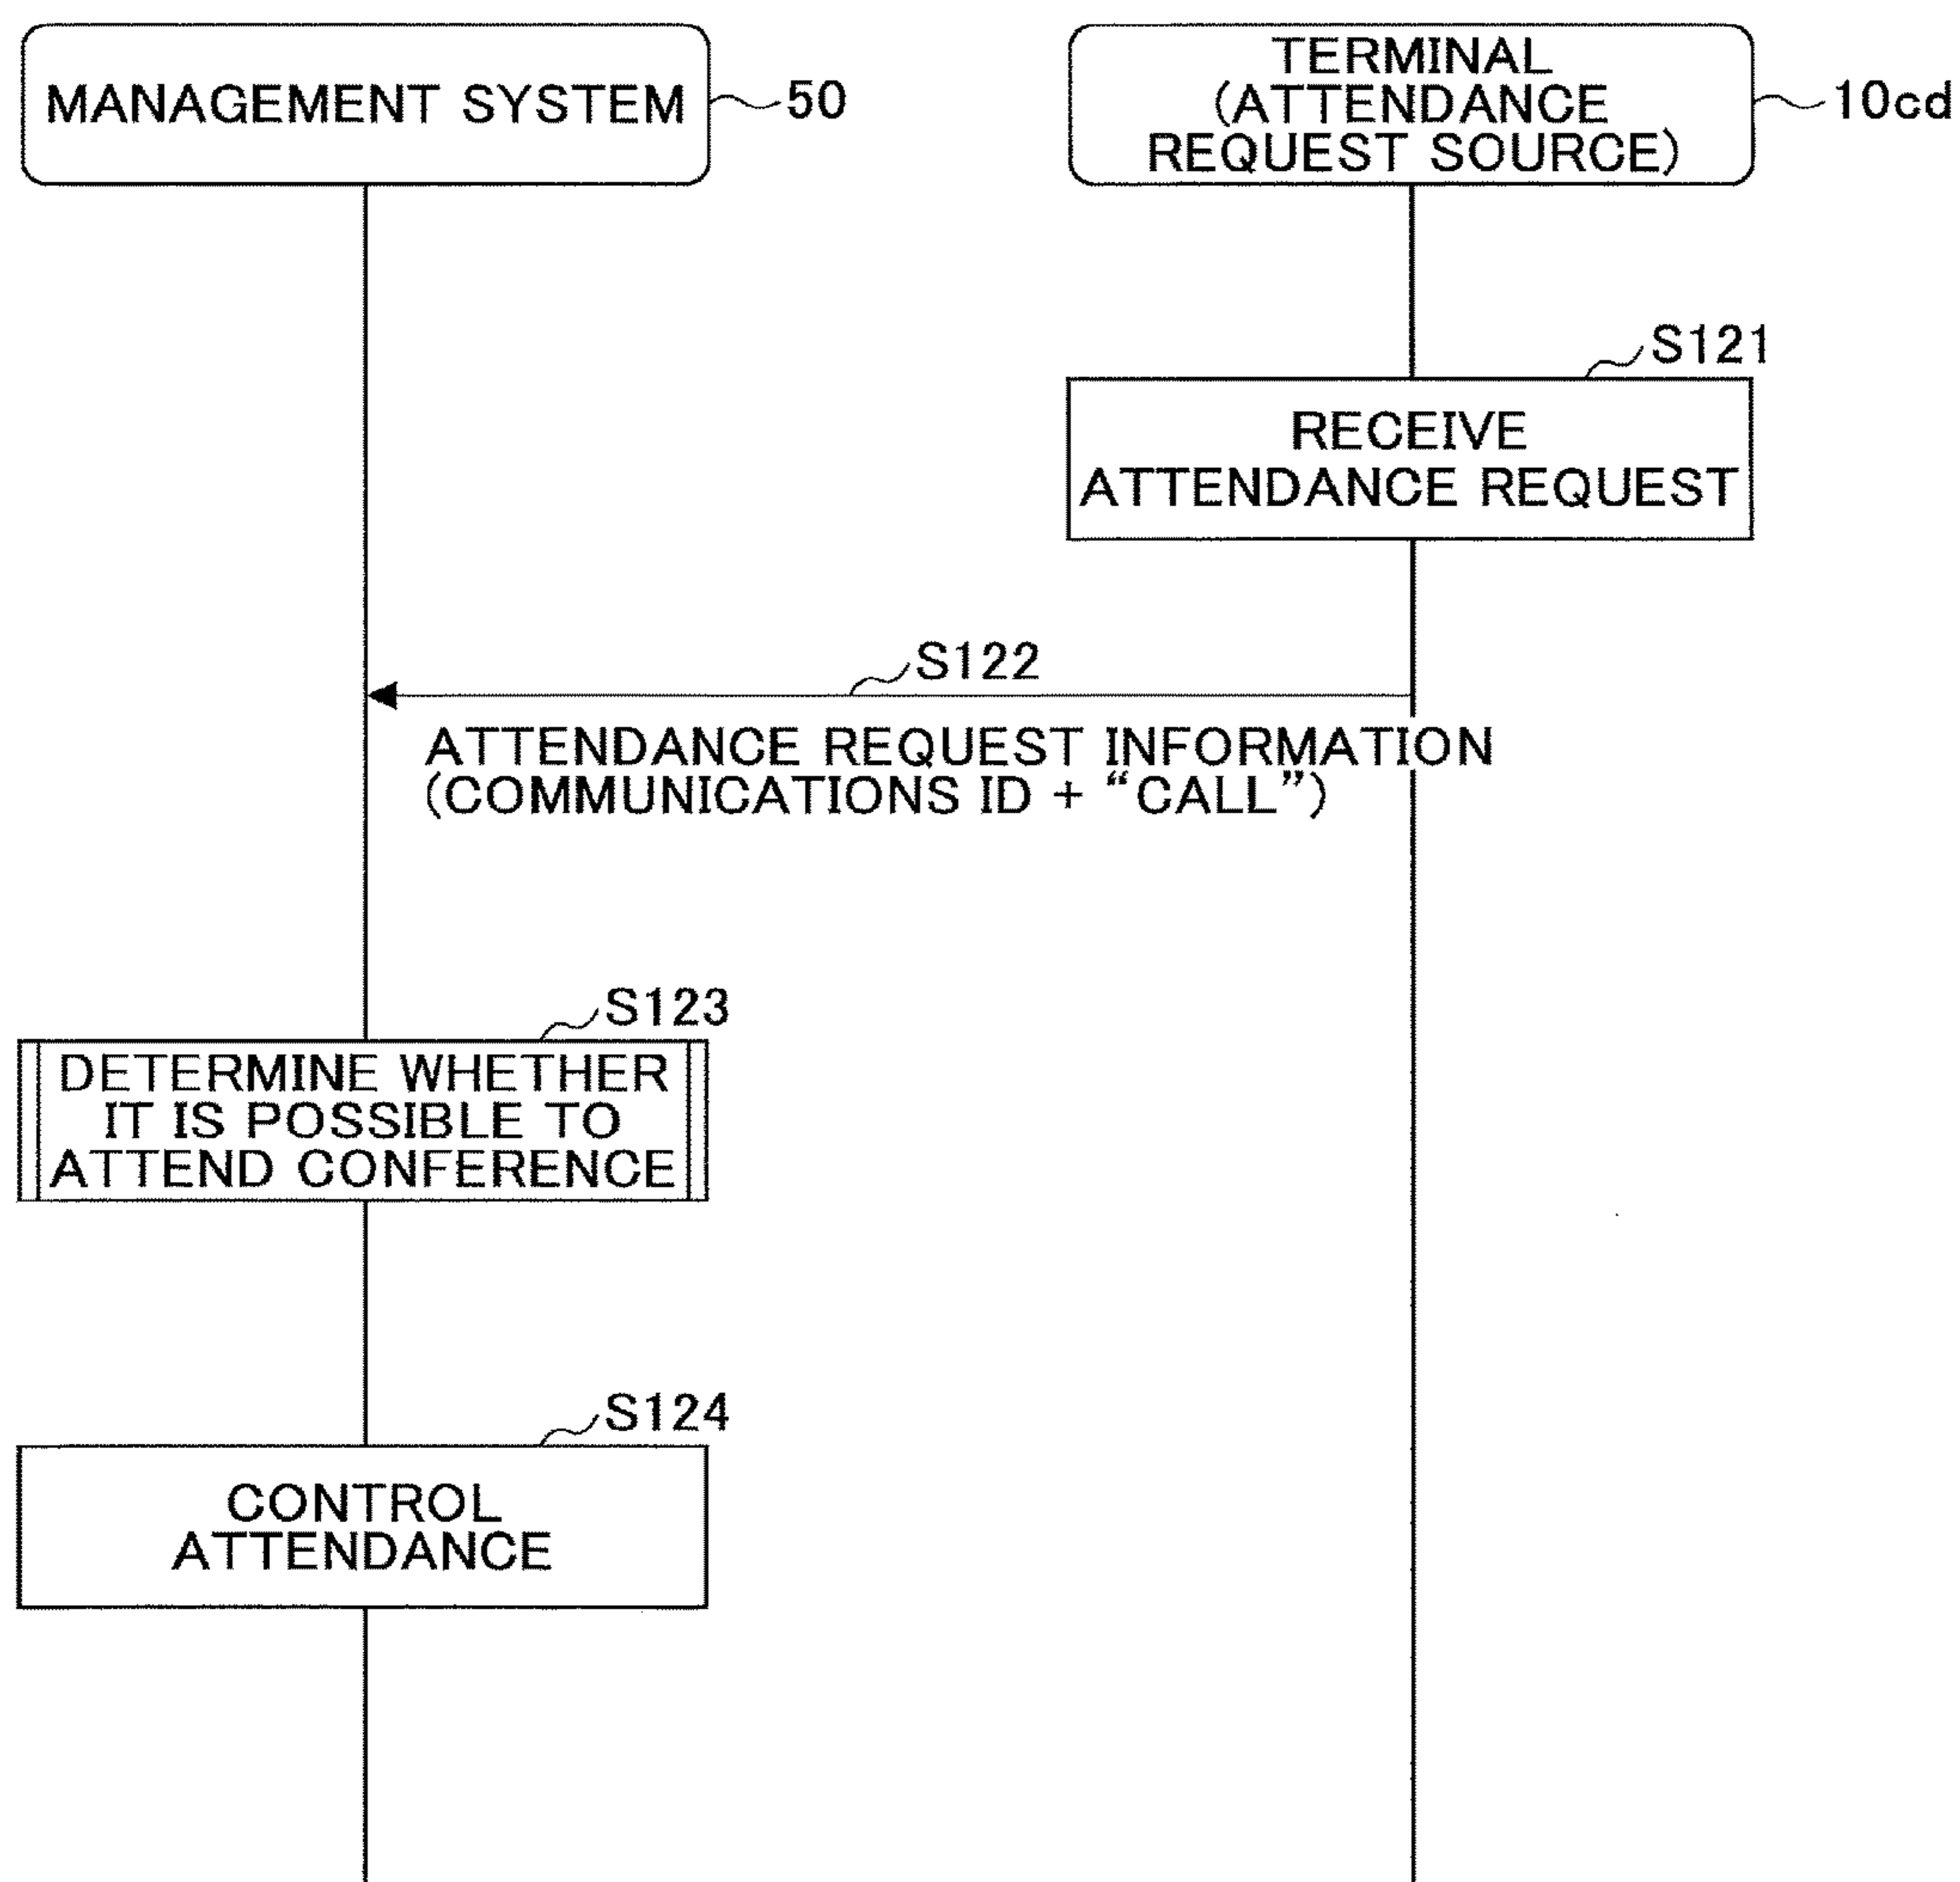 MANAGEMENT SYSTEM
50
TERMINAL
(ATTENDANCE
REQUEST SOURCE)
10cd
S121
RECEIVE
ATTENDANCE REQUEST
S122
ATTENDANCE REQUEST INFORMATION
(COMMUNICATIONS ID + “CALL”)
S123
DETERMINE WHETHER
IT IS POSSIBLE TO
ATTEND CONFERENCE
S124
CONTROL
ATTENDANCE